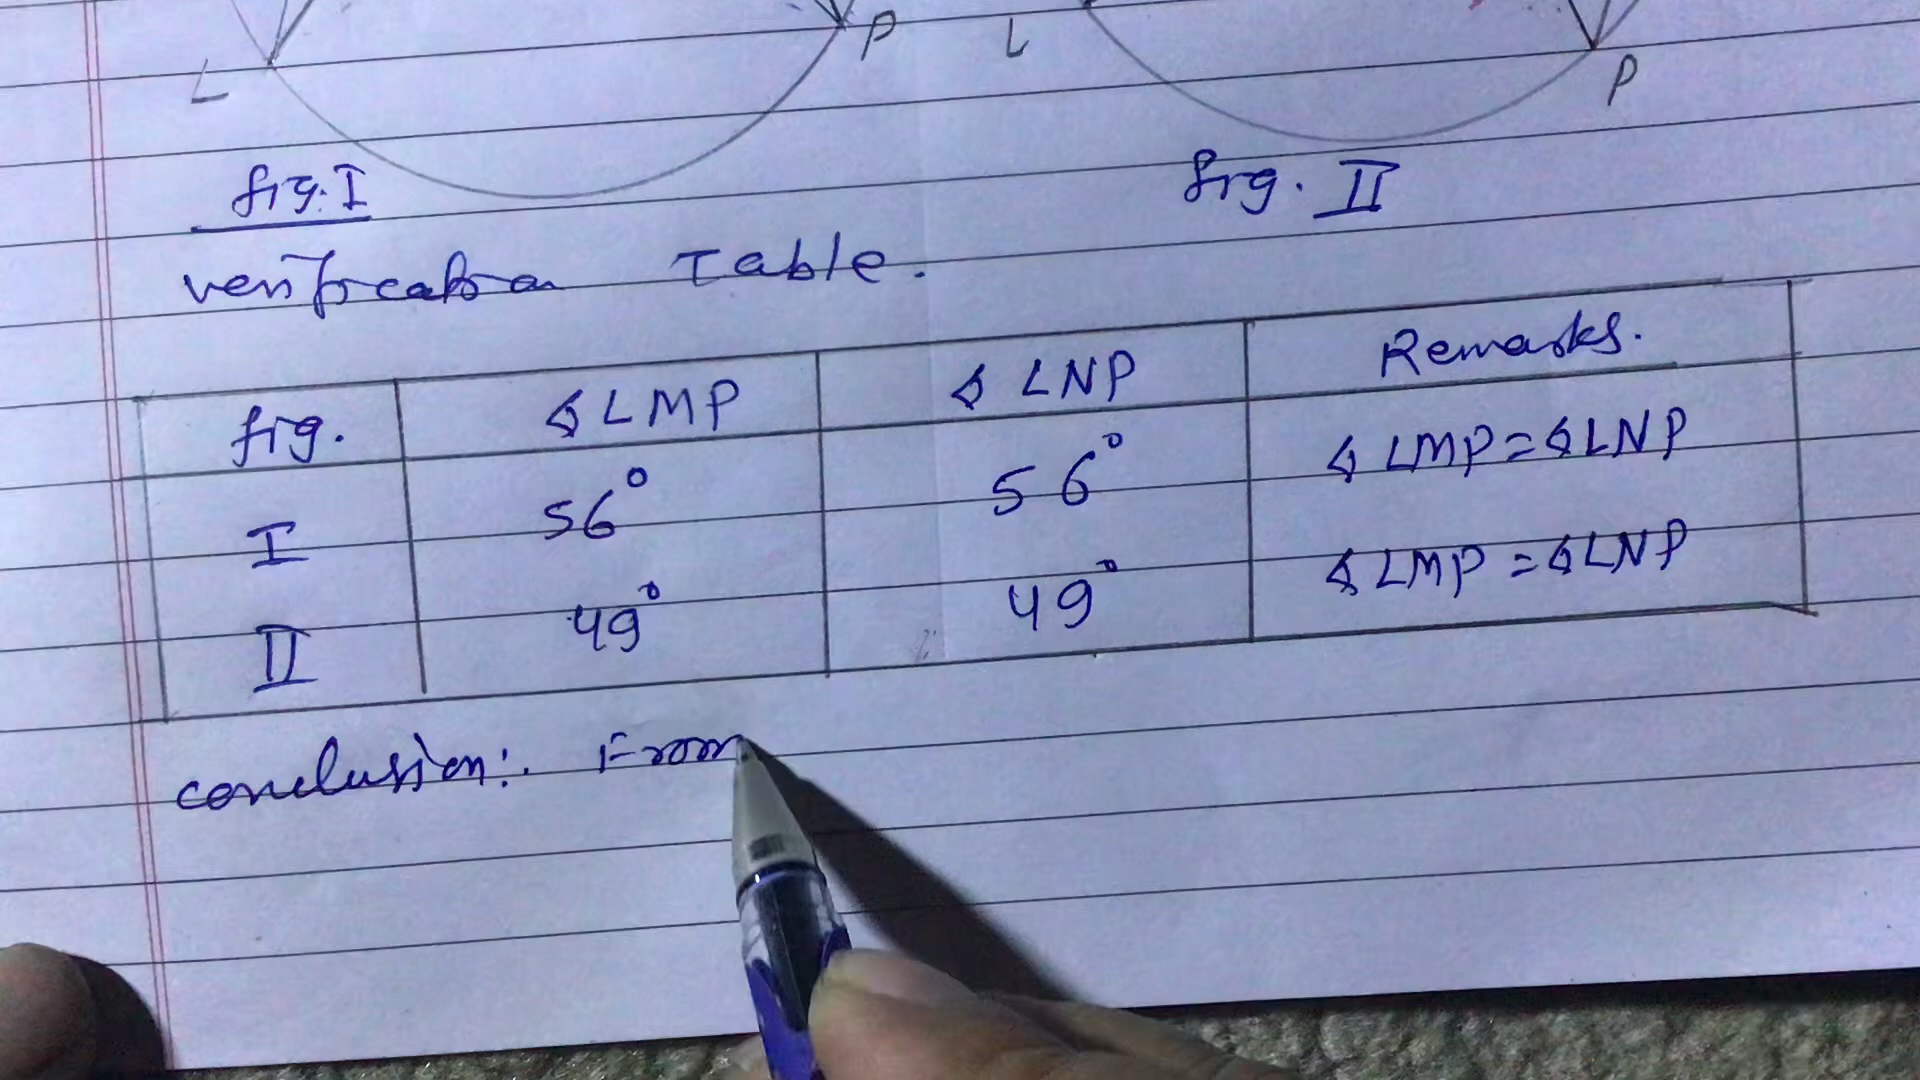 L P L P
fig. I fig. II
verification Table.
fig. ∡LMP ∡LNP Remarks.
I 56° 56° ∡LMP = ∡LNP
II 49° 49° ∡LMP = ∡LNP
conclusion:. From